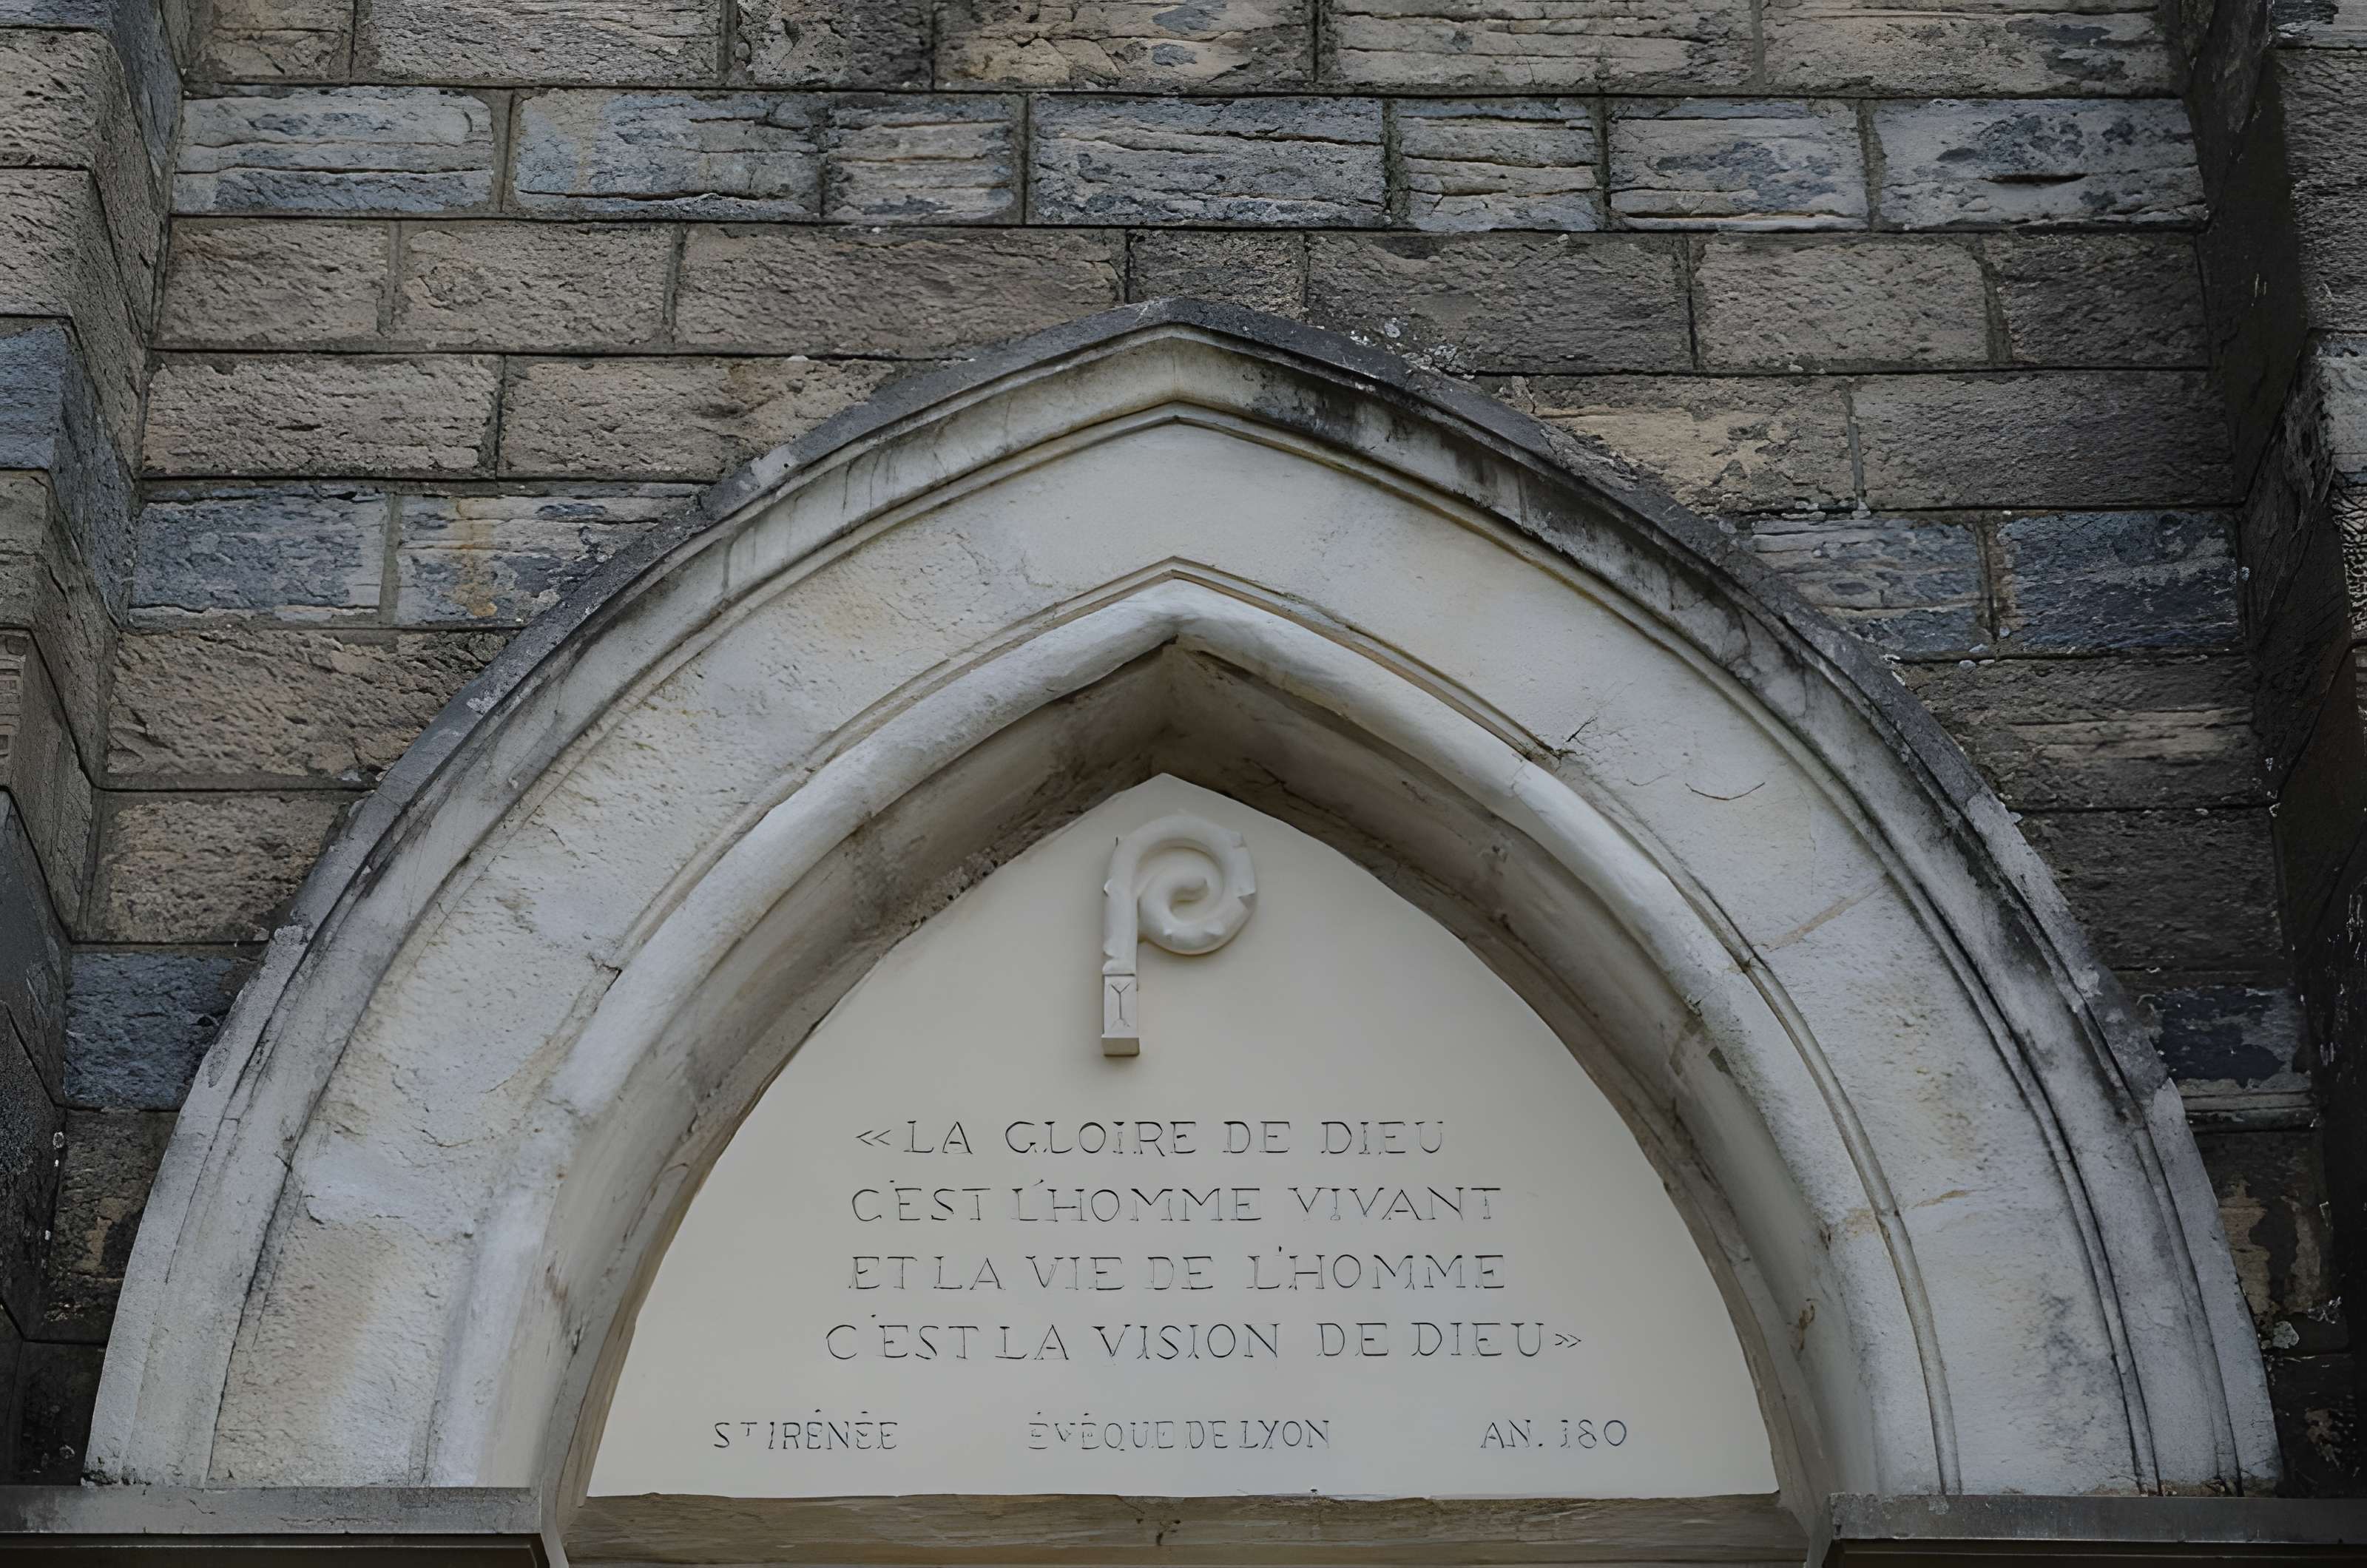 «LA GLOIRE DE DIEU
C'EST L'HOMME VIVANT
ET LA VIE DE L'HOMME
C'EST LA VISION DE DIEU»
ST IRÉNÉE ÉVÊQUE DE LYON AN. 180